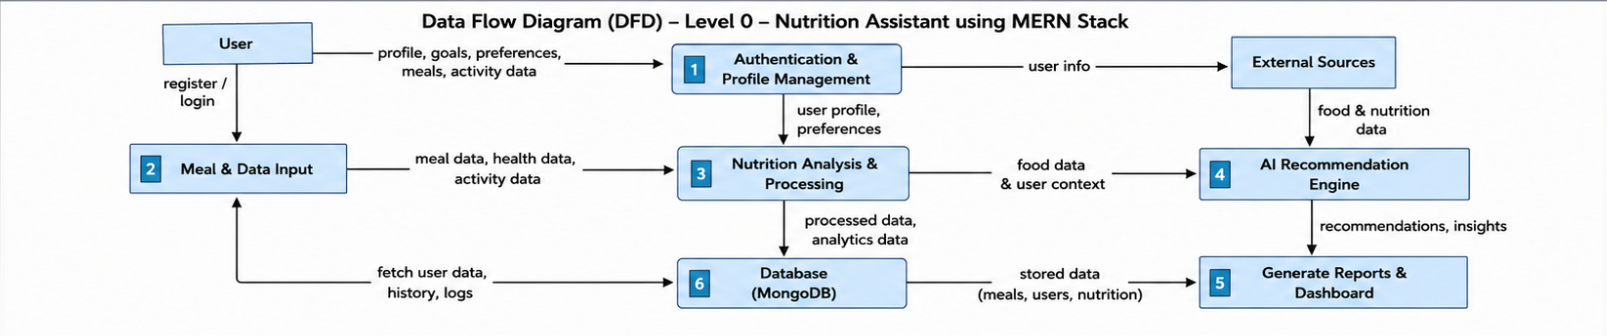 Data Flow Diagram (DFD) – Level 0 – Nutrition Assistant using MERN Stack
User
profile, goals, preferences,
meals, activity data
1
Authentication &
Profile Management
user info
External Sources
register /
login
user profile,
preferences
food & nutrition
data
2
Meal & Data Input
meal data, health data,
activity data
3
Nutrition Analysis &
Processing
food data
& user context
4
AI Recommendation
Engine
processed data,
analytics data
recommendations, insights
fetch user data,
history, logs
6
Database
(MongoDB)
stored data
(meals, users, nutrition)
5
Generate Reports &
Dashboard